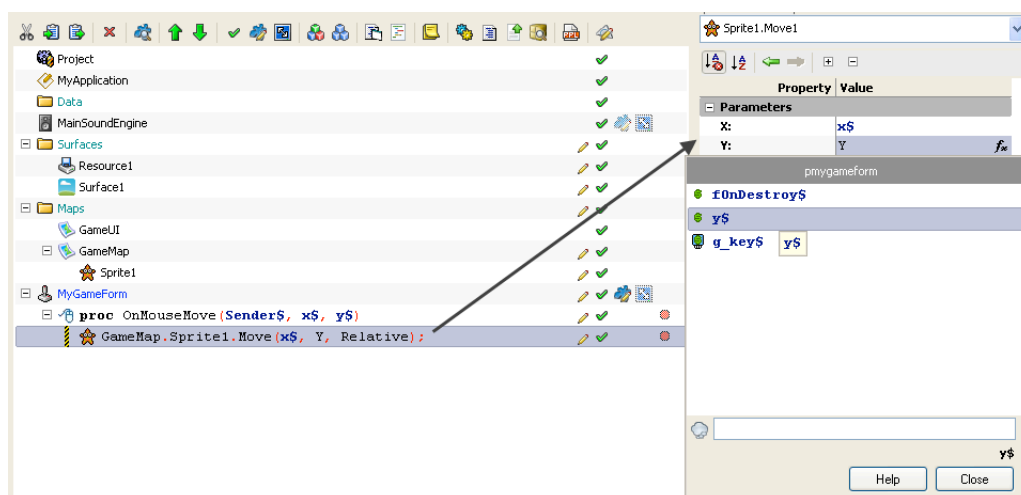 Project
MyApplication
Data
MainSoundEngine
Surfaces
Resource1
Surface1
Maps
GameUI
GameMap
Sprite1
MyGameForm
proc OnMouseMove(Sender$, x$, y$)
GameMap.Sprite1.Move(x$, Y, Relative);
Sprite1.Move1
Property Value
Parameters
X: x$
Y: Y
pmygameform
fOnDestroy$
y$
g_key$ y$
y$
Help Close